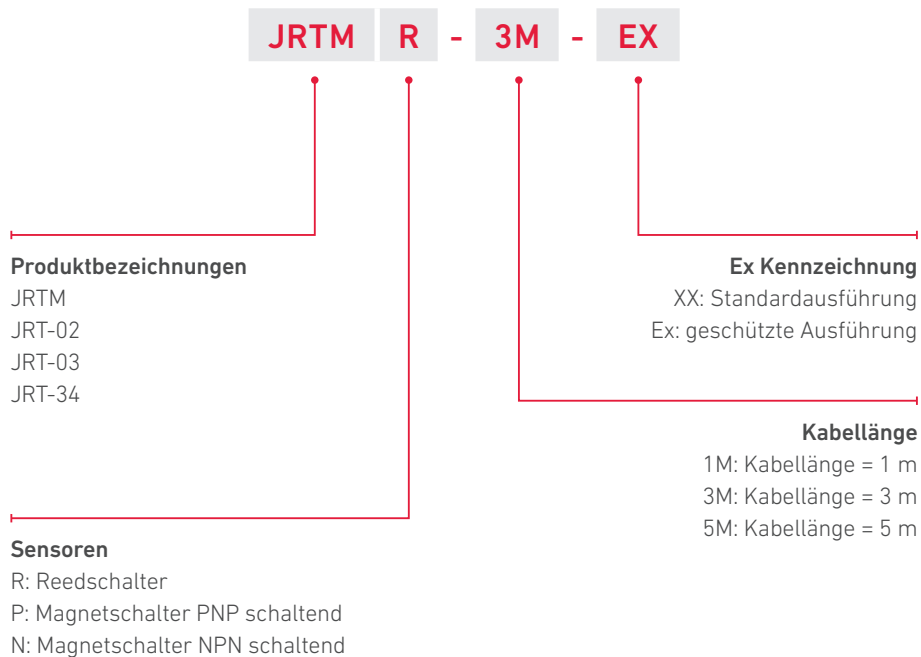 JRTM R - 3M - EX
Produktbezeichnungen
JRTM
JRT-02
JRT-03
JRT-34
Ex Kennzeichnung
XX: Standardausführung
Ex: geschützte Ausführung
Kabellänge
1M: Kabellänge = 1 m
3M: Kabellänge = 3 m
5M: Kabellänge = 5 m
Sensoren
R: Reedschalter
P: Magnetschalter PNP schaltend
N: Magnetschalter NPN schaltend